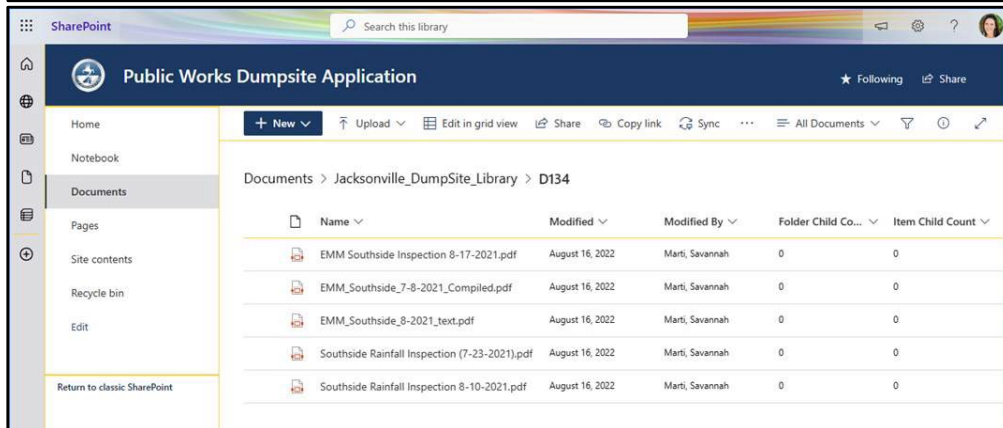 SharePoint
Search this library
?
Public Works Dumpsite Application
Following
Share
Home
Notebook
Documents
Pages
Site contents
Recycle bin
Edit
Return to classic SharePoint
+ New Upload Edit in grid view Share Copy link Sync ... All Documents
Documents > Jacksonville_DumpSite_Library > D134
Name Modified Modified By Folder Child Co... Item Child Count
EMM Southside Inspection 8-17-2021.pdf August 16, 2022 Marti, Savannah 0 0
EMM_Southside_7-8-2021_Compiled.pdf August 16, 2022 Marti, Savannah 0 0
EMM_Southside_8-2021_text.pdf August 16, 2022 Marti, Savannah 0 0
Southside Rainfall Inspection (7-23-2021).pdf August 16, 2022 Marti, Savannah 0 0
Southside Rainfall Inspection 8-10-2021.pdf August 16, 2022 Marti, Savannah 0 0